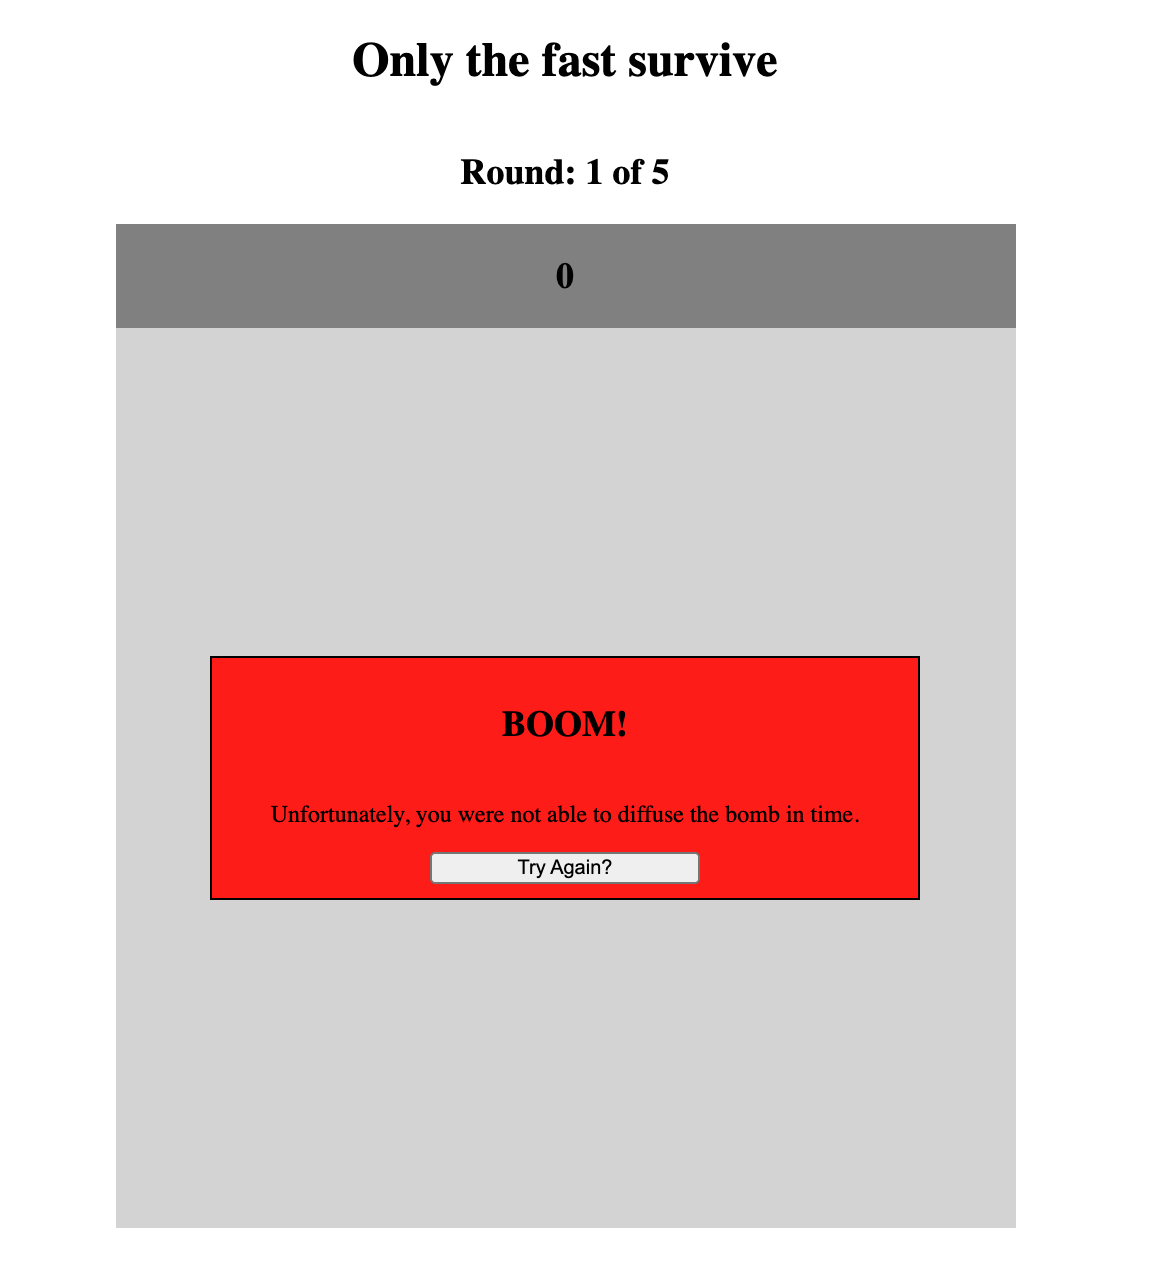 Only the fast survive
Round: 1 of 5
0
BOOM!
Unfortunately, you were not able to diffuse the bomb in time.
Try Again?